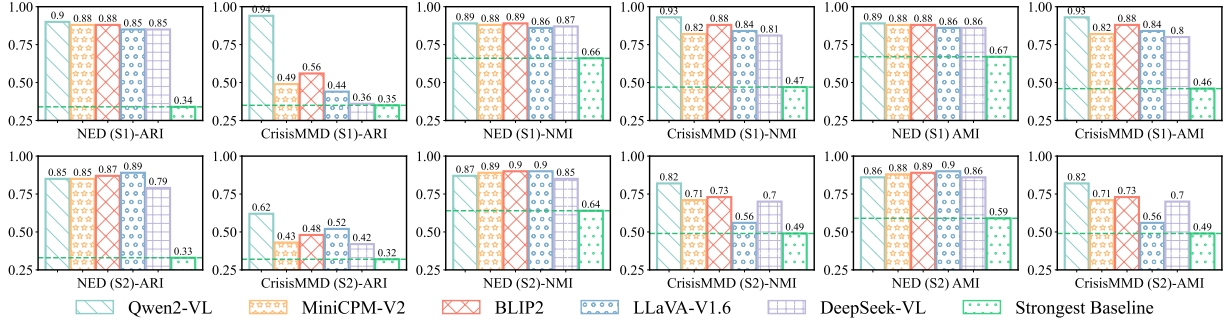 1.00 0.75 0.50 0.25 0.9 0.88 0.88 0.85 0.85 0.34 NED (S1)-ARI
1.00 0.75 0.50 0.25 0.94 0.49 0.56 0.44 0.36 0.35 CrisisMMD (S1)-ARI
1.00 0.75 0.50 0.25 0.89 0.88 0.89 0.86 0.87 0.66 NED (S1)-NMI
1.00 0.75 0.50 0.25 0.93 0.82 0.88 0.84 0.81 0.47 CrisisMMD (S1)-NMI
1.00 0.75 0.50 0.25 0.89 0.88 0.88 0.86 0.86 0.67 NED (S1) AMI
1.00 0.75 0.50 0.25 0.93 0.82 0.88 0.84 0.8 0.46 CrisisMMD (S1)-AMI
1.00 0.75 0.50 0.25 0.85 0.85 0.87 0.89 0.79 0.33 NED (S2)-ARI
1.00 0.75 0.50 0.25 0.62 0.43 0.48 0.52 0.42 0.32 CrisisMMD (S2)-ARI
1.00 0.75 0.50 0.25 0.87 0.89 0.9 0.9 0.85 0.64 NED (S2)-NMI
1.00 0.75 0.50 0.25 0.82 0.71 0.73 0.56 0.7 0.49 CrisisMMD (S2)-NMI
1.00 0.75 0.50 0.25 0.86 0.88 0.89 0.9 0.86 0.59 NED (S2) AMI
1.00 0.75 0.50 0.25 0.82 0.71 0.73 0.56 0.7 0.49 CrisisMMD (S2)-AMI
Qwen2-VL MiniCPM-V2 BLIP2 LLaVA-V1.6 DeepSeek-VL Strongest Baseline